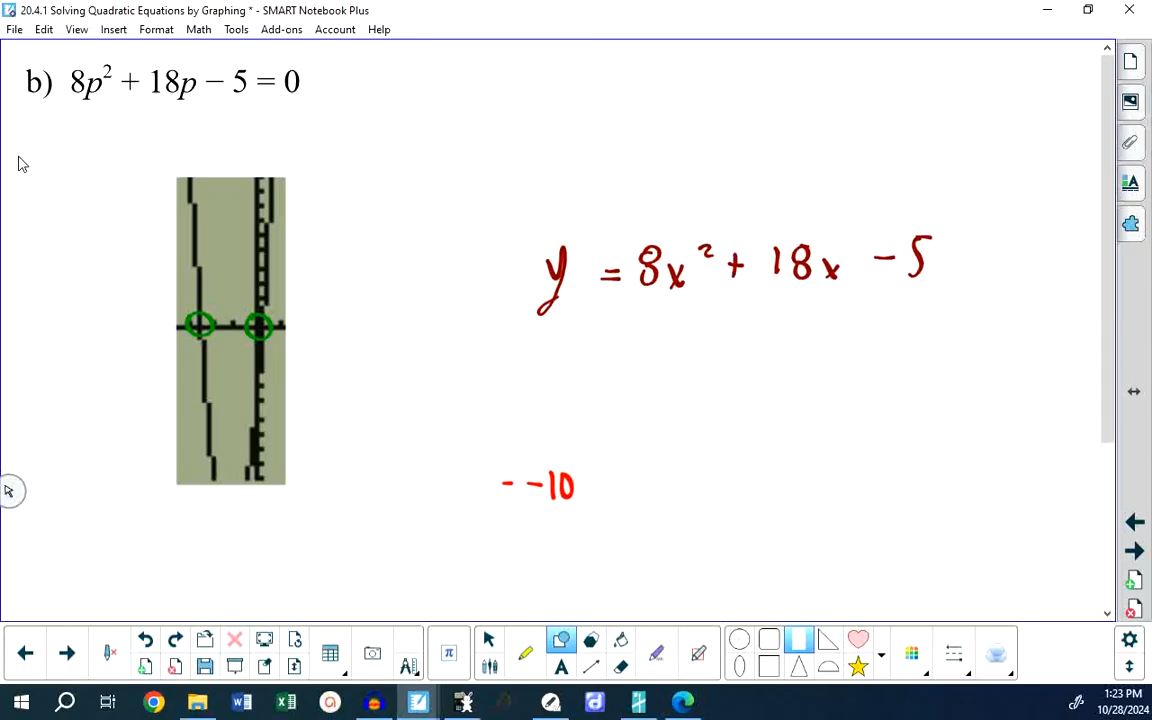 20.4.1 Solving Quadratic Equations by Graphing * - SMART Notebook Plus
File Edit View Insert Format Math Tools Add-ons Account Help
b) 8p² + 18p − 5 = 0
y = 8x² + 18x - 5
- -10
1:23 PM
10/28/2024